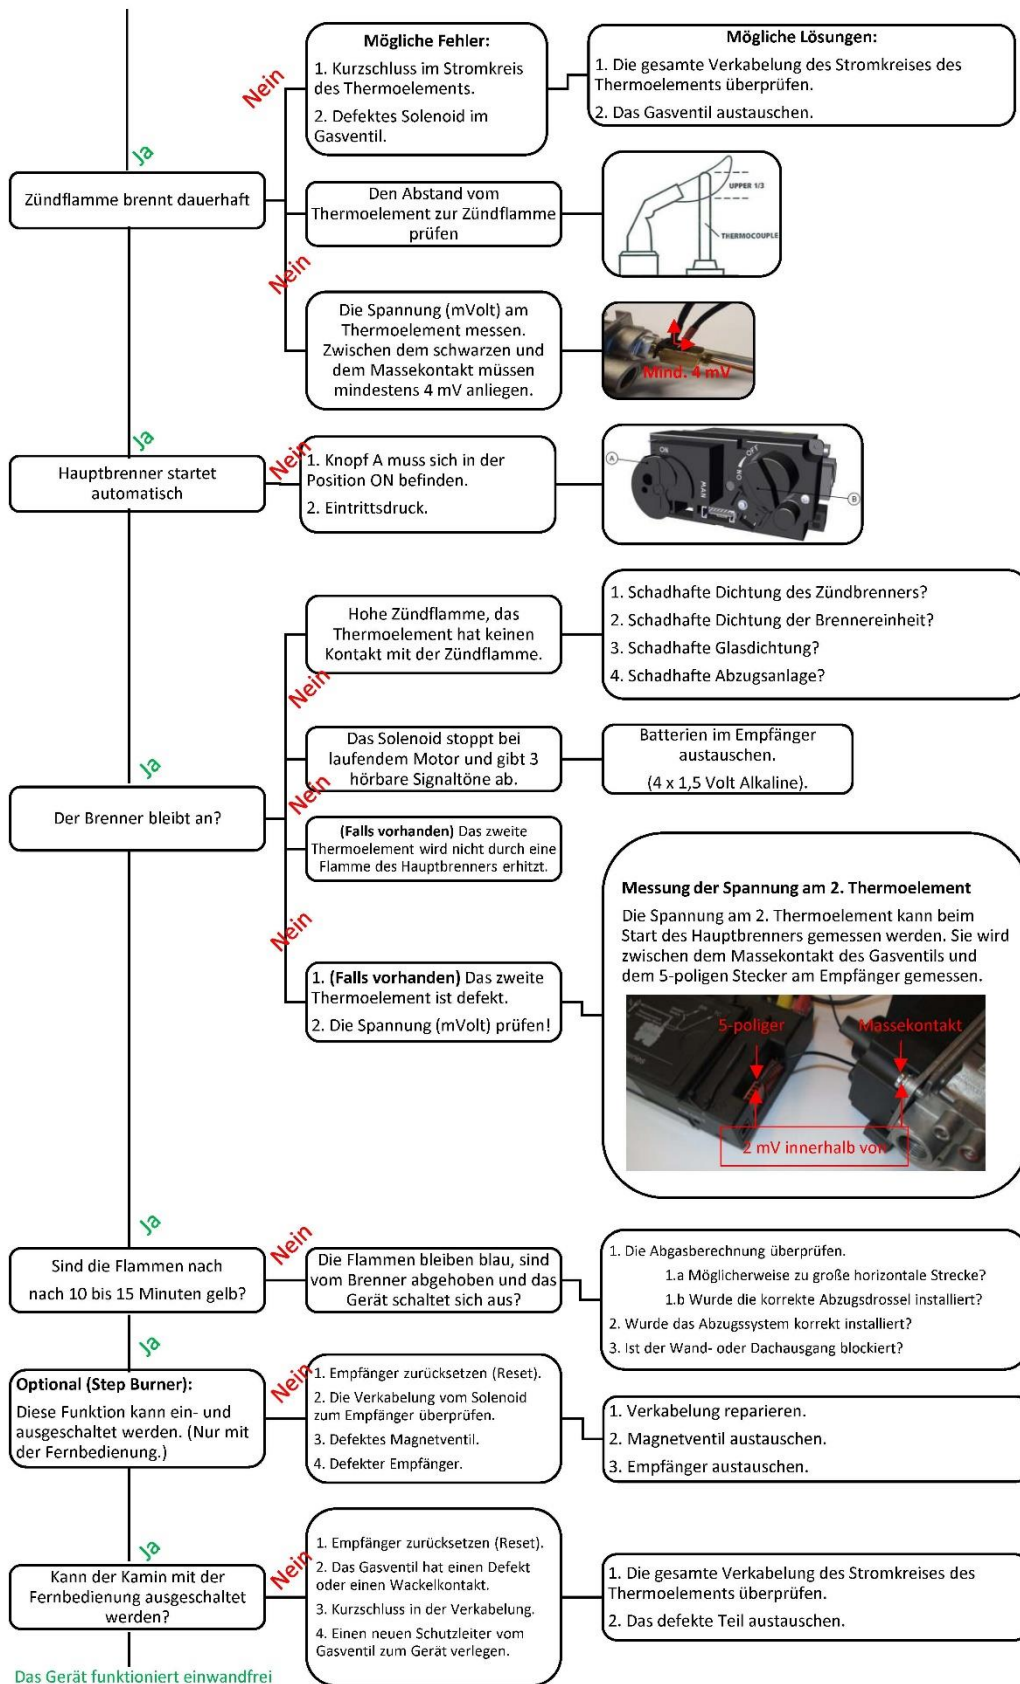 Mögliche Fehler:
1. Kurzschluss im Stromkreis
des Thermoelements.
2. Defektes Solenoid im
Gasventil.
Mögliche Lösungen:
1. Die gesamte Verkabelung des Stromkreises des
Thermoelements überprüfen.
2. Das Gasventil austauschen.
Nein
Ja
Zündflamme brennt dauerhaft
Den Abstand vom
Thermoelement zur Zündflamme
prüfen
UPPER 1/3
THERMOCOUPLE
Nein
Die Spannung (mVolt) am
Thermoelement messen.
Zwischen dem schwarzen und
dem Massekontakt müssen
mindestens 4 mV anliegen.
Mind. 4 mV
Ja
Hauptbrenner startet
automatisch
Nein
1. Knopf A muss sich in der
Position ON befinden.
2. Eintrittsdruck.
A
ON
MAN
OFF
ON
B
Hohe Zündflamme, das
Thermoelement hat keinen
Kontakt mit der Zündflamme.
1. Schadhafte Dichtung des Zündbrenners?
2. Schadhafte Dichtung der Brennereinheit?
3. Schadhafte Glasdichtung?
4. Schadhafte Abzugsanlage?
Nein
Ja
Der Brenner bleibt an?
Das Solenoid stoppt bei
laufendem Motor und gibt 3
hörbare Signaltöne ab.
Batterien im Empfänger
austauschen.
(4 x 1,5 Volt Alkaline).
Nein
(Falls vorhanden) Das zweite
Thermoelement wird nicht durch eine
Flamme des Hauptbrenners erhitzt.
Nein
1. (Falls vorhanden) Das zweite
Thermoelement ist defekt.
2. Die Spannung (mVolt) prüfen!
Messung der Spannung am 2. Thermoelement
Die Spannung am 2. Thermoelement kann beim
Start des Hauptbrenners gemessen werden. Sie wird
zwischen dem Massekontakt des Gasventils und
dem 5-poligen Stecker am Empfänger gemessen.
5-poliger
Massekontakt
2 mV innerhalb von
Ja
Sind die Flammen nach
nach 10 bis 15 Minuten gelb?
Nein
Die Flammen bleiben blau, sind
vom Brenner abgehoben und das
Gerät schaltet sich aus?
1. Die Abgasberechnung überprüfen.
1.a Möglicherweise zu große horizontale Strecke?
1.b Wurde die korrekte Abzugsdrossel installiert?
2. Wurde das Abzugssystem korrekt installiert?
3. Ist der Wand- oder Dachausgang blockiert?
Ja
Optional (Step Burner):
Diese Funktion kann ein- und
ausgeschaltet werden. (Nur mit
der Fernbedienung.)
Nein
1. Empfänger zurücksetzen (Reset).
2. Die Verkabelung vom Solenoid
zum Empfänger überprüfen.
3. Defektes Magnetventil.
4. Defekter Empfänger.
1. Verkabelung reparieren.
2. Magnetventil austauschen.
3. Empfänger austauschen.
Ja
Kann der Kamin mit der
Fernbedienung ausgeschaltet
werden?
Nein
1. Empfänger zurücksetzen (Reset).
2. Das Gasventil hat einen Defekt
oder einen Wackelkontakt.
3. Kurzschluss in der Verkabelung.
4. Einen neuen Schutzleiter vom
Gasventil zum Gerät verlegen.
1. Die gesamte Verkabelung des Stromkreises des
Thermoelements überprüfen.
2. Das defekte Teil austauschen.
Das Gerät funktioniert einwandfrei